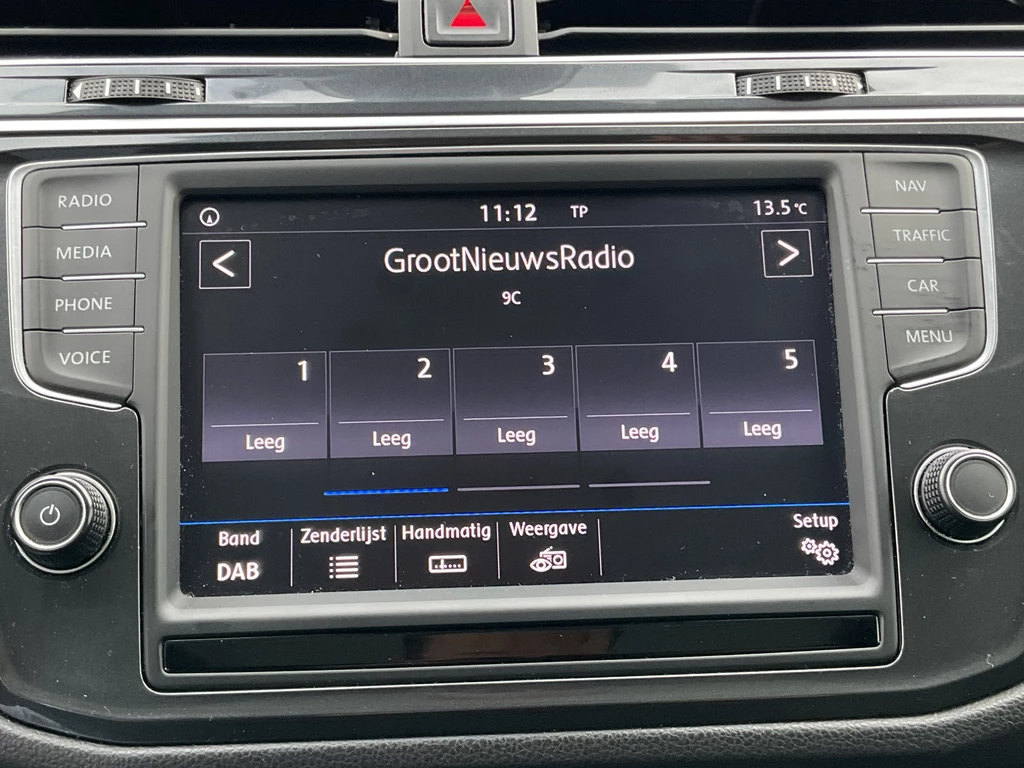 RADIO
MEDIA
PHONE
VOICE
11:12 TP 13.5°C
< GrootNieuwsRadio >
9C
1 2 3 4 5
Leeg Leeg Leeg Leeg Leeg
Band Zenderlijst Handmatig Weergave Setup
DAB
NAV
TRAFFIC
CAR
MENU